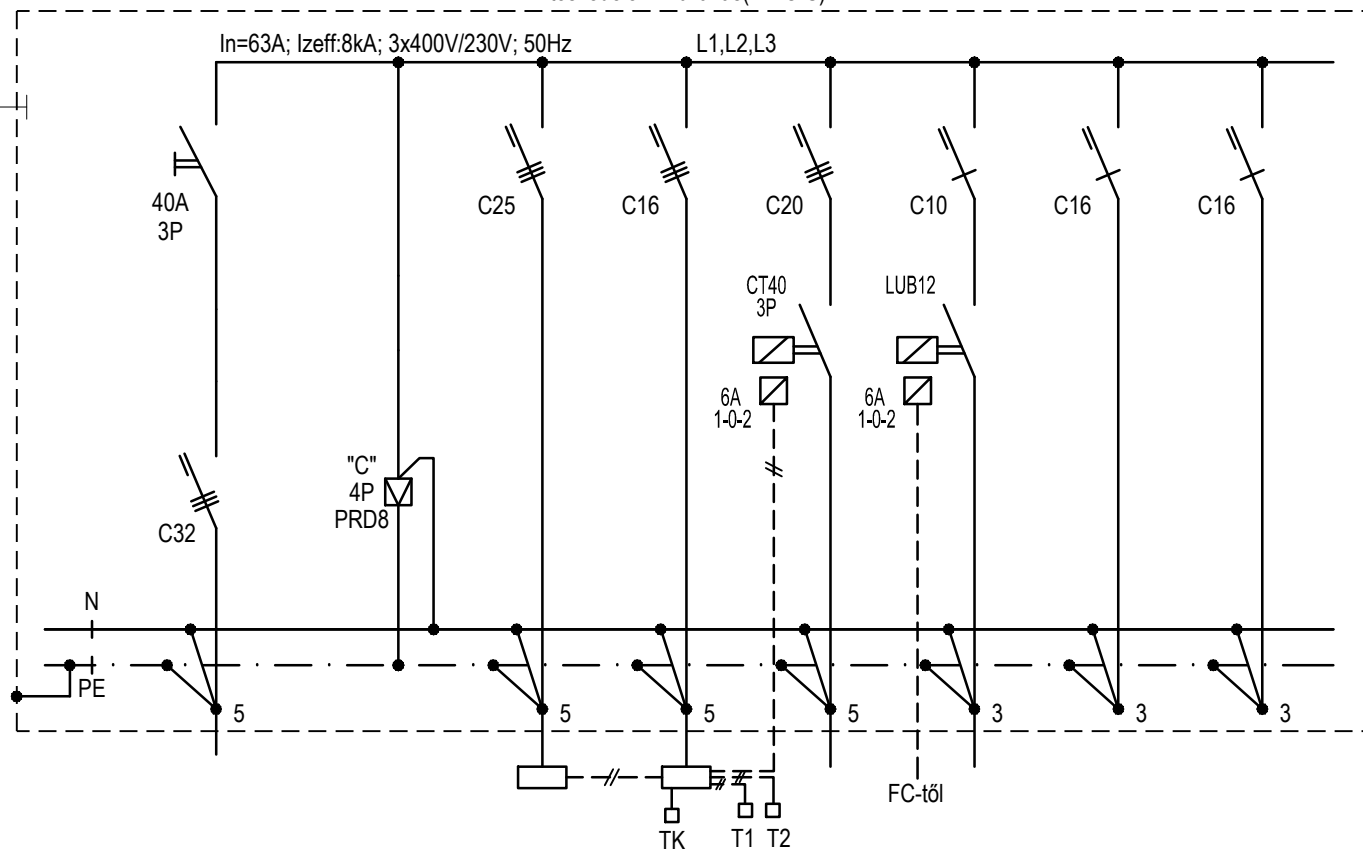 In=63A; Izeff:8kA; 3x400V/230V; 50Hz
L1,L2,L3
40A
3P
C25
C16
C20
C10
C16
C16
CT40
3P
LUB12
6A
1-0-2
6A
1-0-2
"C"
4P
PRD8
C32
N
PE
5
5
5
5
3
3
3
FC-től
TK
T1
T2